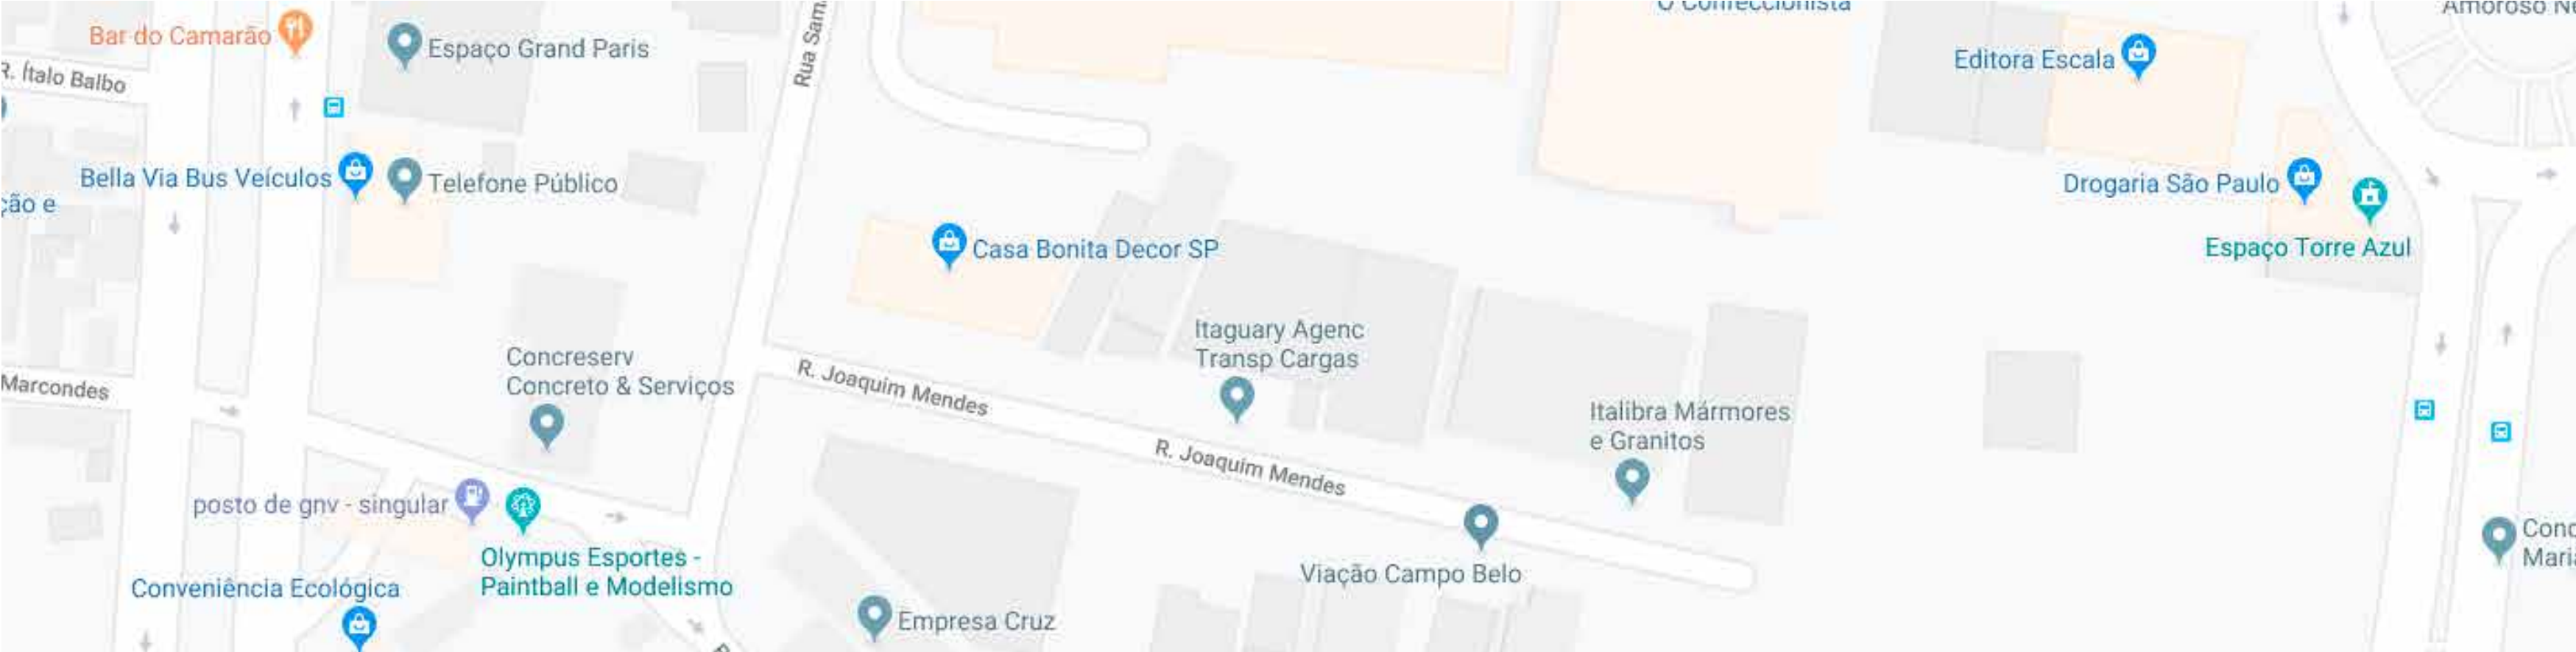 O Confeccionista
Bar do Camarão
Espaço Grand Paris
Rua Sam
Editora Escala
R. Ítalo Balbo
Bella Via Bus Veículos
Telefone Público
Drogaria São Paulo
ção e
Casa Bonita Decor SP
Espaço Torre Azul
Itaguary Agenc
Transp Cargas
Concreserv
Concreto & Serviços
Marcondes
R. Joaquim Mendes
Italibra Mármores
e Granitos
R. Joaquim Mendes
posto de gnv - singular
Olympus Esportes -
Paintball e Modelismo
Viação Campo Belo
Conveniência Ecológica
Empresa Cruz